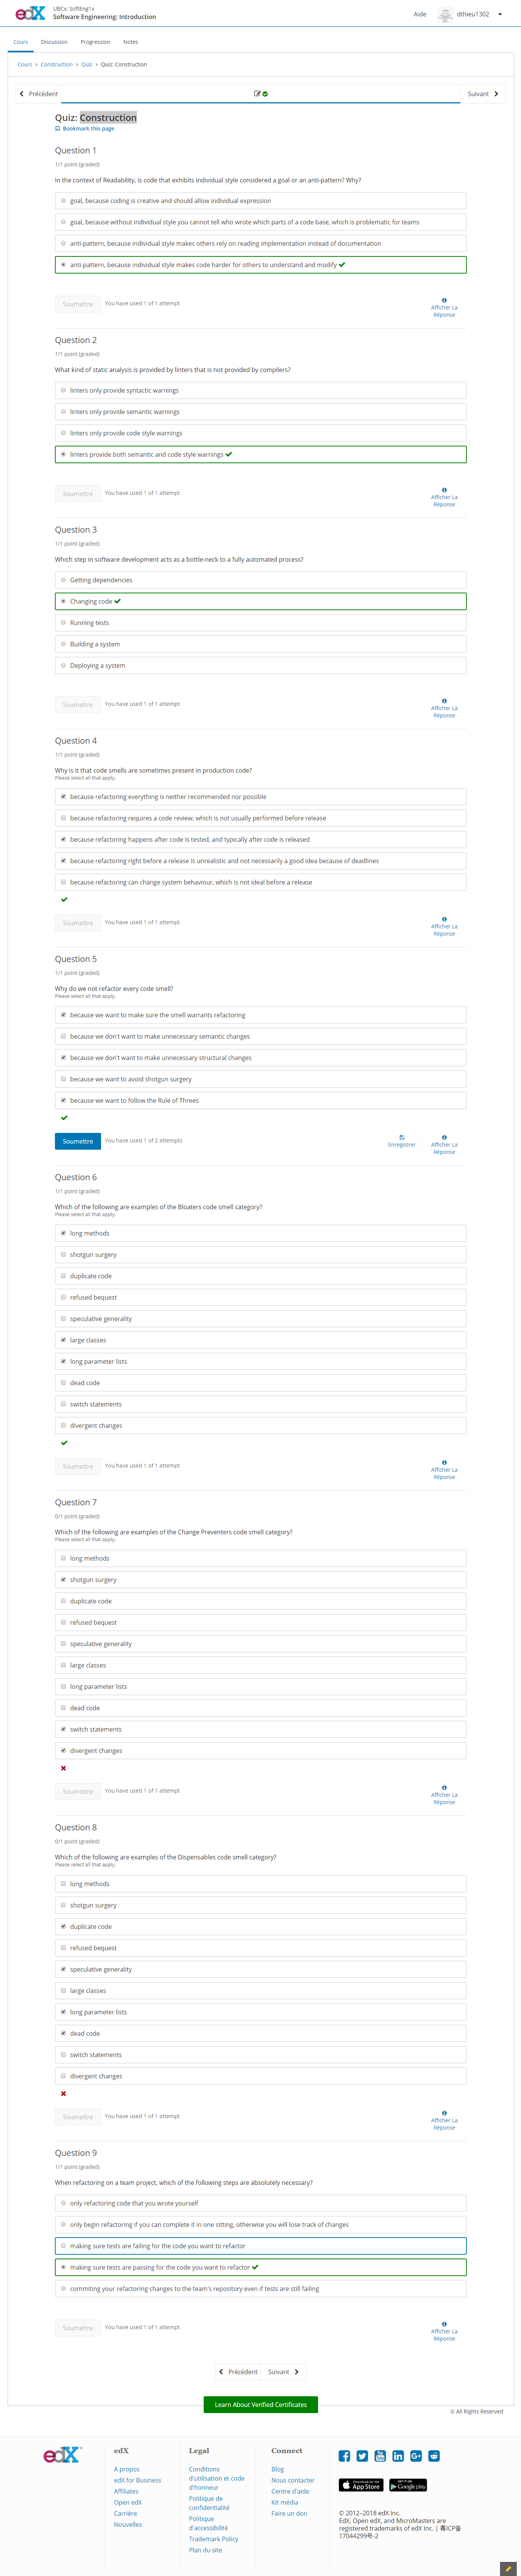 edX
UBCx: SoftEng1x
Software Engineering: Introduction
Aide
dthieu1302
Cours
Discussion
Progression
Notes
Cours > Construction > Quiz > Quiz: Construction
Précédent
Suivant
Quiz: Construction
Bookmark this page
Question 1
1/1 point (graded)
In the context of Readability, is code that exhibits individual style considered a goal or an anti-pattern? Why?
goal, because coding is creative and should allow individual expression
goal, because without individual style you cannot tell who wrote which parts of a code base, which is problematic for teams
anti-pattern, because individual style makes others rely on reading implementation instead of documentation
anti-pattern, because individual style makes code harder for others to understand and modify
Soumettre
You have used 1 of 1 attempt
Afficher La
Réponse
Question 2
1/1 point (graded)
What kind of static analysis is provided by linters that is not provided by compilers?
linters only provide syntactic warnings
linters only provide semantic warnings
linters only provide code style warnings
linters provide both semantic and code style warnings
Soumettre
You have used 1 of 1 attempt
Afficher La
Réponse
Question 3
1/1 point (graded)
Which step in software development acts as a bottle-neck to a fully automated process?
Getting dependencies
Changing code
Running tests
Building a system
Deploying a system
Soumettre
You have used 1 of 1 attempt
Afficher La
Réponse
Question 4
1/1 point (graded)
Why is it that code smells are sometimes present in production code?
Please select all that apply.
because refactoring everything is neither recommended nor possible
because refactoring requires a code review, which is not usually performed before release
because refactoring happens after code is tested, and typically after code is released
because refactoring right before a release is unrealistic and not necessarily a good idea because of deadlines
because refactoring can change system behaviour, which is not ideal before a release
Soumettre
You have used 1 of 1 attempt
Afficher La
Réponse
Question 5
1/1 point (graded)
Why do we not refactor every code smell?
Please select all that apply.
because we want to make sure the smell warrants refactoring
because we don't want to make unnecessary semantic changes
because we don't want to make unnecessary structural changes
because we want to avoid shotgun surgery
because we want to follow the Rule of Threes
Soumettre
You have used 1 of 2 attempts
Enregistrer
Afficher La
Réponse
Question 6
1/1 point (graded)
Which of the following are examples of the Bloaters code smell category?
Please select all that apply.
long methods
shotgun surgery
duplicate code
refused bequest
speculative generality
large classes
long parameter lists
dead code
switch statements
divergent changes
Soumettre
You have used 1 of 1 attempt
Afficher La
Réponse
Question 7
0/1 point (graded)
Which of the following are examples of the Change Preventers code smell category?
Please select all that apply.
long methods
shotgun surgery
duplicate code
refused bequest
speculative generality
large classes
long parameter lists
dead code
switch statements
divergent changes
Soumettre
You have used 1 of 1 attempt
Afficher La
Réponse
Question 8
0/1 point (graded)
Which of the following are examples of the Dispensables code smell category?
Please select all that apply.
long methods
shotgun surgery
duplicate code
refused bequest
speculative generality
large classes
long parameter lists
dead code
switch statements
divergent changes
Soumettre
You have used 1 of 1 attempt
Afficher La
Réponse
Question 9
1/1 point (graded)
When refactoring on a team project, which of the following steps are absolutely necessary?
only refactoring code that you wrote yourself
only begin refactoring if you can complete it in one sitting, otherwise you will lose track of changes
making sure tests are failing for the code you want to refactor
making sure tests are passing for the code you want to refactor
commiting your refactoring changes to the team's repository even if tests are still failing
Soumettre
You have used 1 of 1 attempt
Afficher La
Réponse
Précédent
Suivant
Learn About Verified Certificates
© All Rights Reserved
edX
edX
A propos
edX for Business
Affiliates
Open edX
Carrière
Nouvelles
Legal
Conditions
d'utilisation et code
d'honneur
Politique de
confidentialité
Politique
d'accessibilité
Trademark Policy
Plan du site
Connect
Blog
Nous contacter
Centre d'aide
Kit média
Faire un don
Download on the
App Store
GET IT ON
Google Play
© 2012–2018 edX Inc.
EdX, Open edX, and MicroMasters are
registered trademarks of edX Inc. | 粤ICP备
17044299号-2